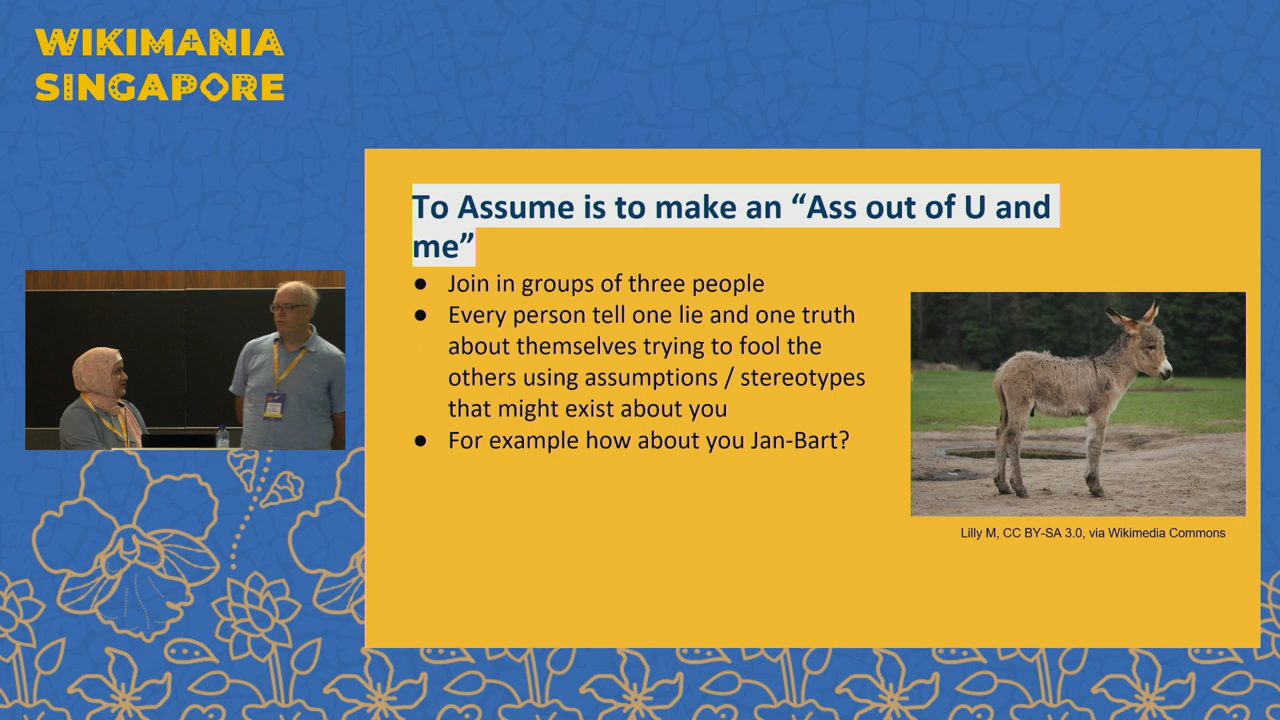 WIKIMANIA
SINGAPORE
To Assume is to make an “Ass out of U and
me”
● Join in groups of three people
● Every person tell one lie and one truth
about themselves trying to fool the
others using assumptions / stereotypes
that might exist about you
● For example how about you Jan-Bart?
Lilly M, CC BY-SA 3.0, via Wikimedia Commons